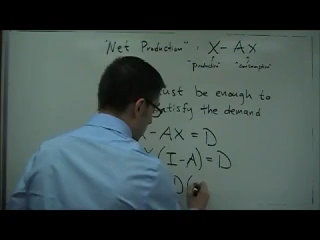 "Net Production" : X - AX
"production" "consumption"
must be enough to
satisfy the demand
X - AX = D
X (I-A) = D
D(